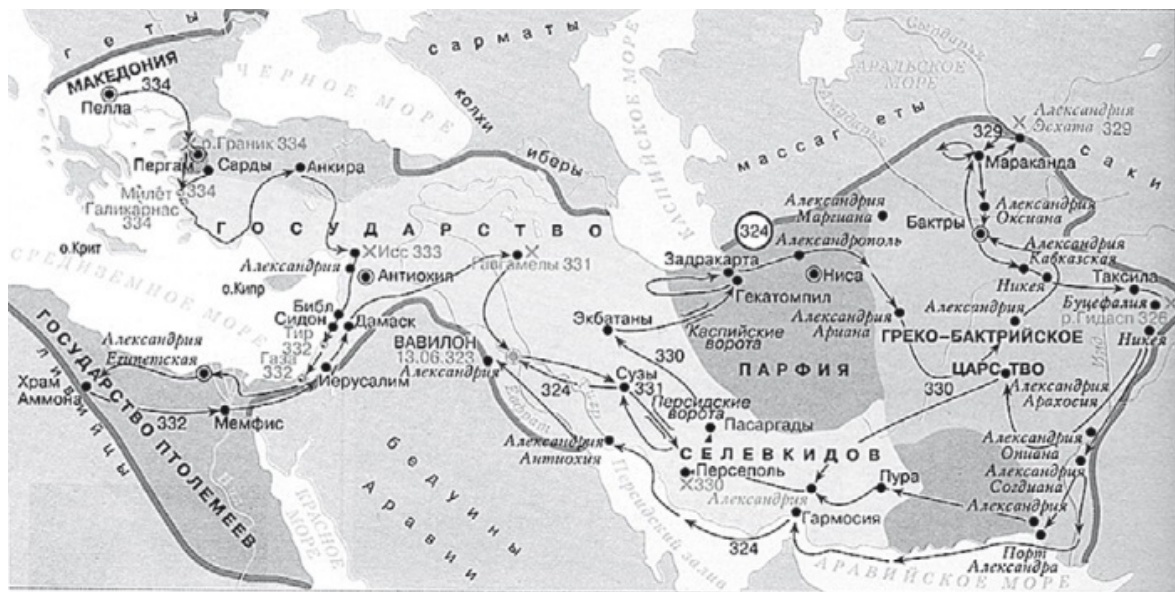 геты
МАКЕДОНИЯ
334
Пелла
р.Граник 334
Пергам
Сарды
Милет
334
Галикарнас
334
о.Крит
СРЕДИЗЕМНОЕ МОРЕ
о.Кипр
ЧЕРНОЕ МОРЕ
сарматы
колхи
иберы
КАСПИЙСКОЕ МОРЕ
Анкира
ГОСУДАРСТВО
Исс 333
Александрия
Антиохия
Гавгамелы 331
Библ
Сидон
Тир
332
Дамаск
Газа
332
Иерусалим
Александрия
Египетская
Храм
Аммона
332
Мемфис
ГОСУДАРСТВО ПТОЛЕМЕЕВ
ЛИВИЙЦЫ
КРАСНОЕ
МОРЕ
бедуины
Аравии
ВАВИЛОН
13.06.323
Александрия
324
Евфрат
Сузы
331
Экбатаны
330
Персидские
ворота
Пасаргады
Александрия
Антиохия
СЕЛЕВКИДОВ
Персеполь
330
Александрия
Гармосия
324
Персидский залив
АРАВИЙСКОЕ МОРЕ
Пура
массагеты
АРАЛЬСКОЕ
МОРЕ
Сырдарья
Амударья
324
Задракарта
Гекатомпил
Каспийские
ворота
ПАРФИЯ
Александрия
Маргиана
Александрополь
Ниса
Александрия
Ариана
330
ГРЕКО-БАКТРИЙСКОЕ
ЦАРСТВО
Александрия
Александрия
Арахосия
329
Александрия
Эсхата 329
Мараканда
саки
Бактры
Александрия
Оксиана
Александрия
Кавказская
Никея
Таксила
Буцефалия
р.Гидасп 326
Никея
Инд
Александрия
Опиана
Александрия
Согдиана
Александрия
Порт
Александра